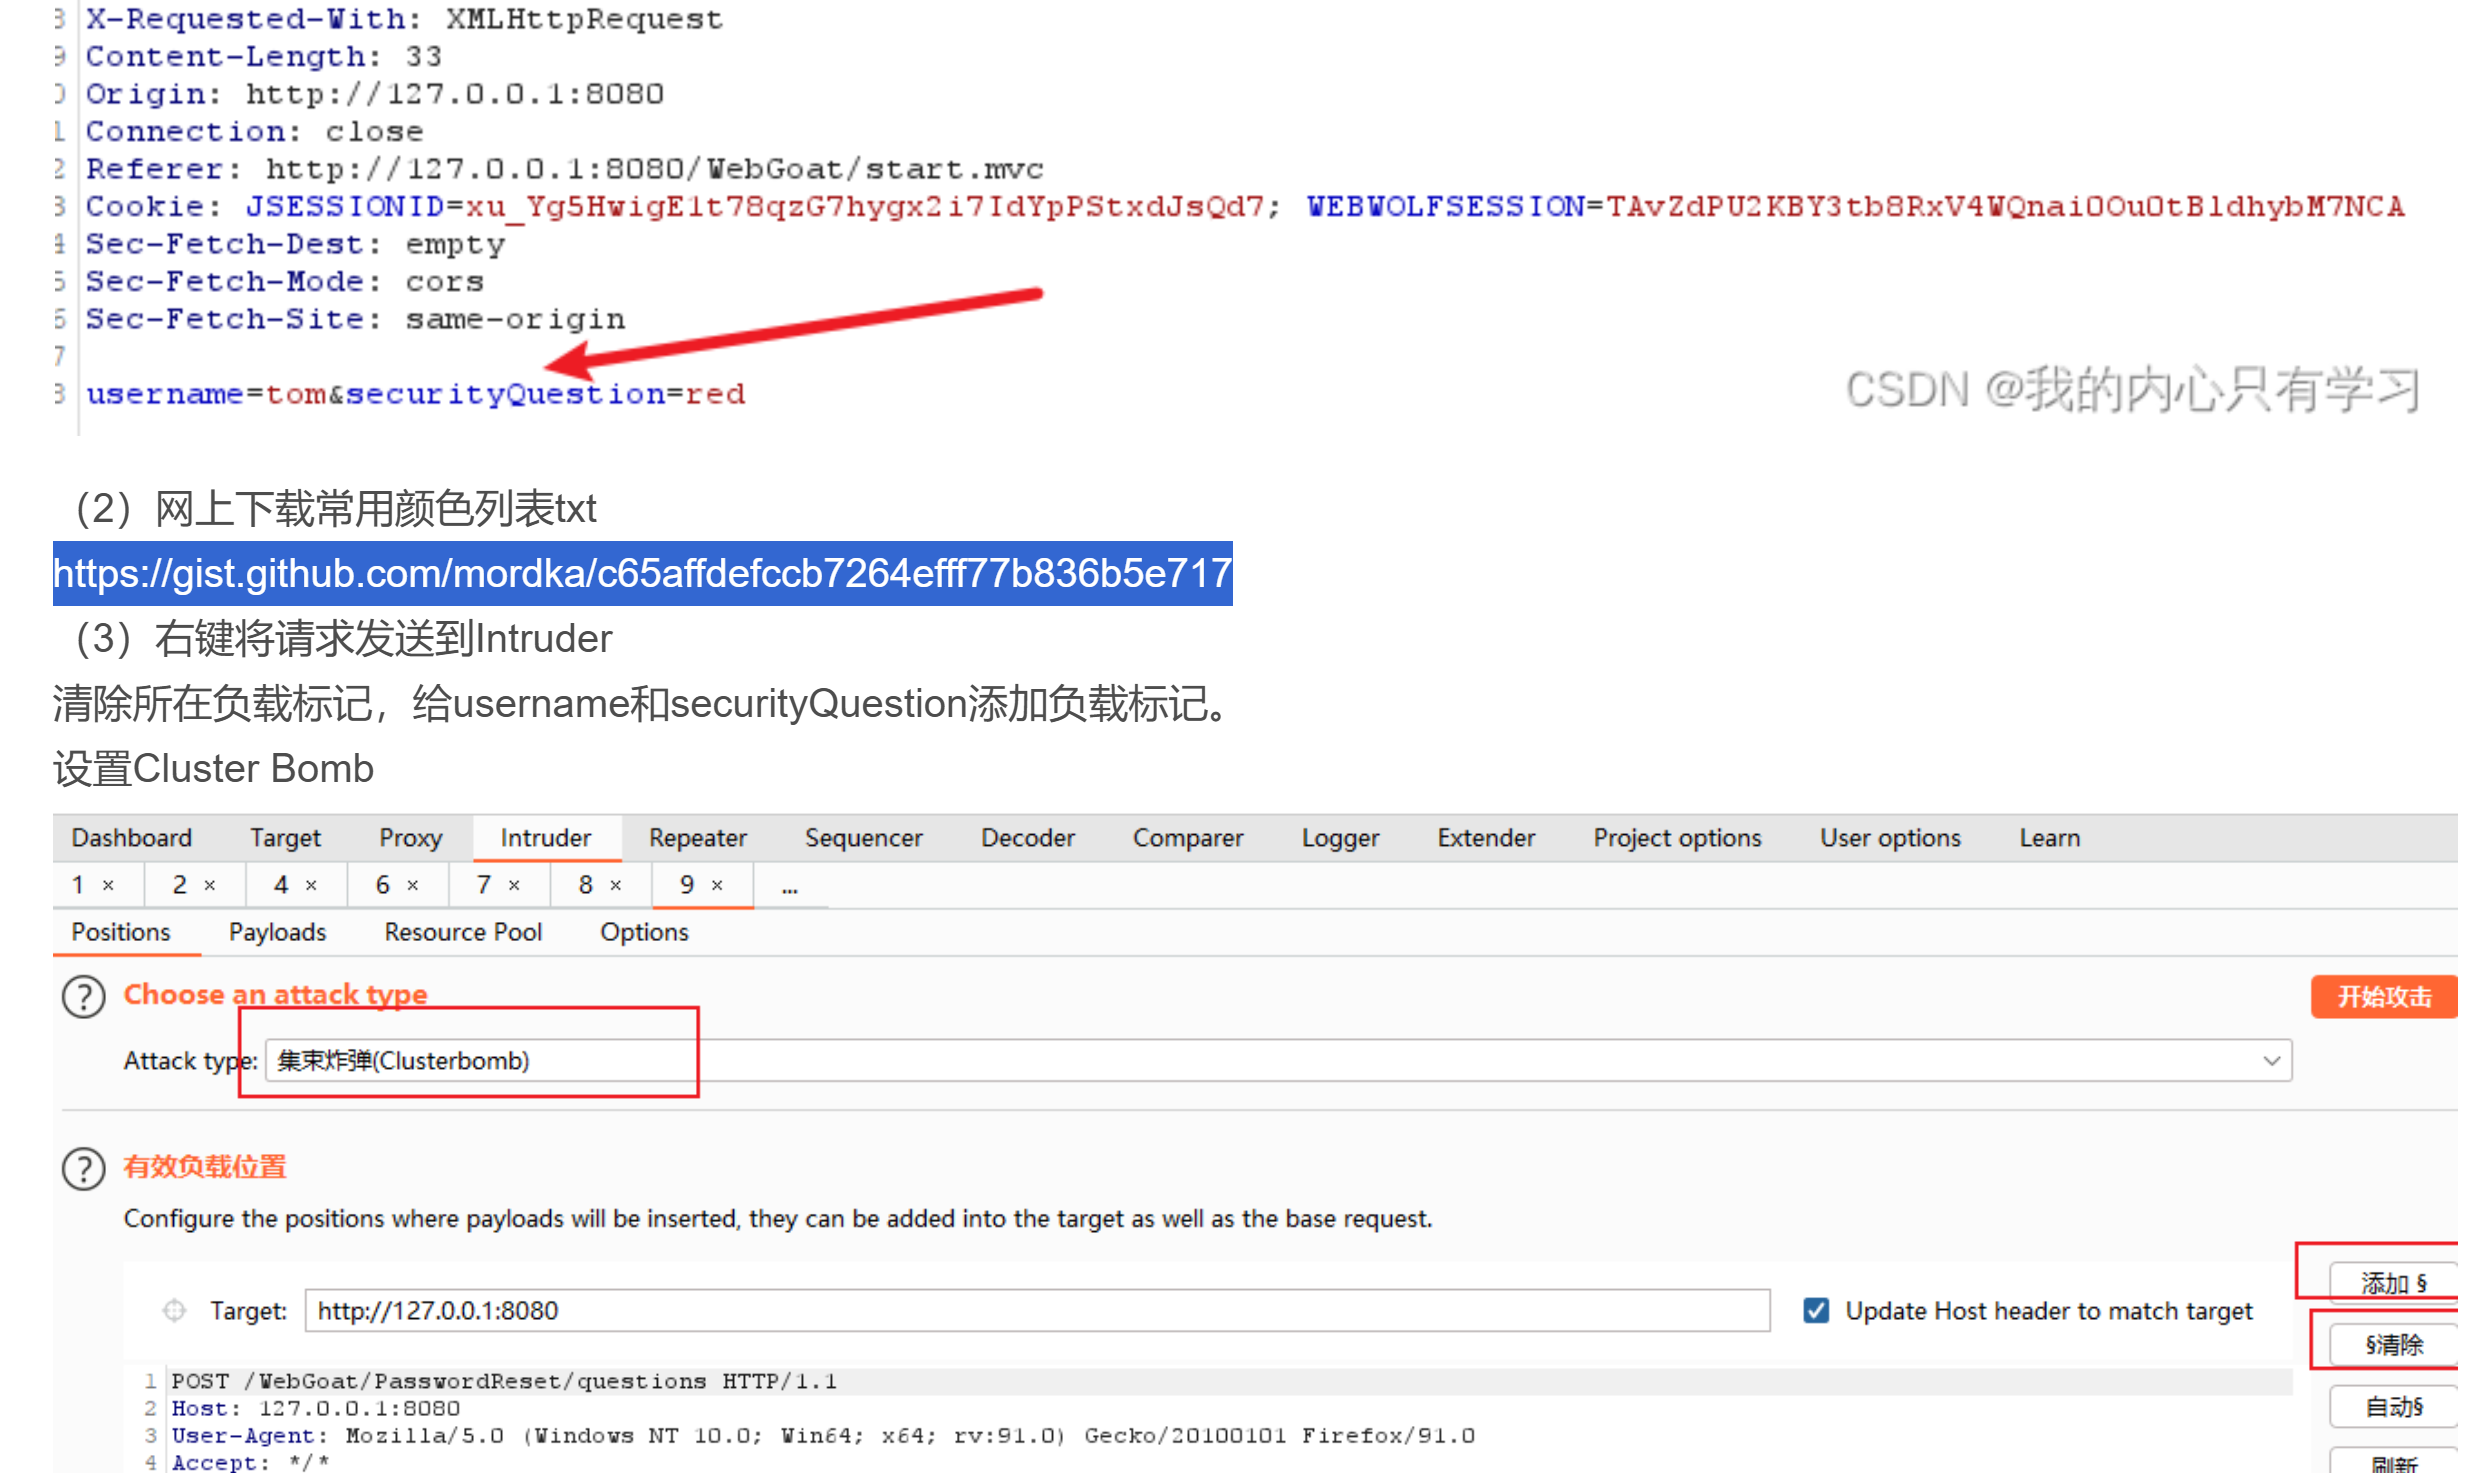 8 X-Requested-With: XMLHttpRequest
9 Content-Length: 33
0 Origin: http://127.0.0.1:8080
1 Connection: close
2 Referer: http://127.0.0.1:8080/WebGoat/start.mvc
3 Cookie: JSESSIONID=xu_Yg5HwigE1t78qzG7hygx2i7IdYpPStxdJsQd7; WEBWOLFSESSION=TAvZdPU2KBY3tb8RxV4WQnai0Ou0tBldhybM7NCA
4 Sec-Fetch-Dest: empty
5 Sec-Fetch-Mode: cors
6 Sec-Fetch-Site: same-origin
7
8 username=tom&securityQuestion=red
CSDN @我的内心只有学习
（2）网上下载常用颜色列表txt
https://gist.github.com/mordka/c65affdefccb7264efff77b836b5e717
（3）右键将请求发送到Intruder
清除所在负载标记，给username和securityQuestion添加负载标记。
设置Cluster Bomb
Dashboard Target Proxy Intruder Repeater Sequencer Decoder Comparer Logger Extender Project options User options Learn
1 × 2 × 4 × 6 × 7 × 8 × 9 × ...
Positions Payloads Resource Pool Options
? Choose an attack type
开始攻击
Attack type: 集束炸弹(Clusterbomb)
? 有效负载位置
Configure the positions where payloads will be inserted, they can be added into the target as well as the base request.
添加 §
Target: http://127.0.0.1:8080 Update Host header to match target
§清除
1 POST /WebGoat/PasswordReset/questions HTTP/1.1
2 Host: 127.0.0.1:8080
自动§
3 User-Agent: Mozilla/5.0 (Windows NT 10.0; Win64; x64; rv:91.0) Gecko/20100101 Firefox/91.0
4 Accept: */*
刷新